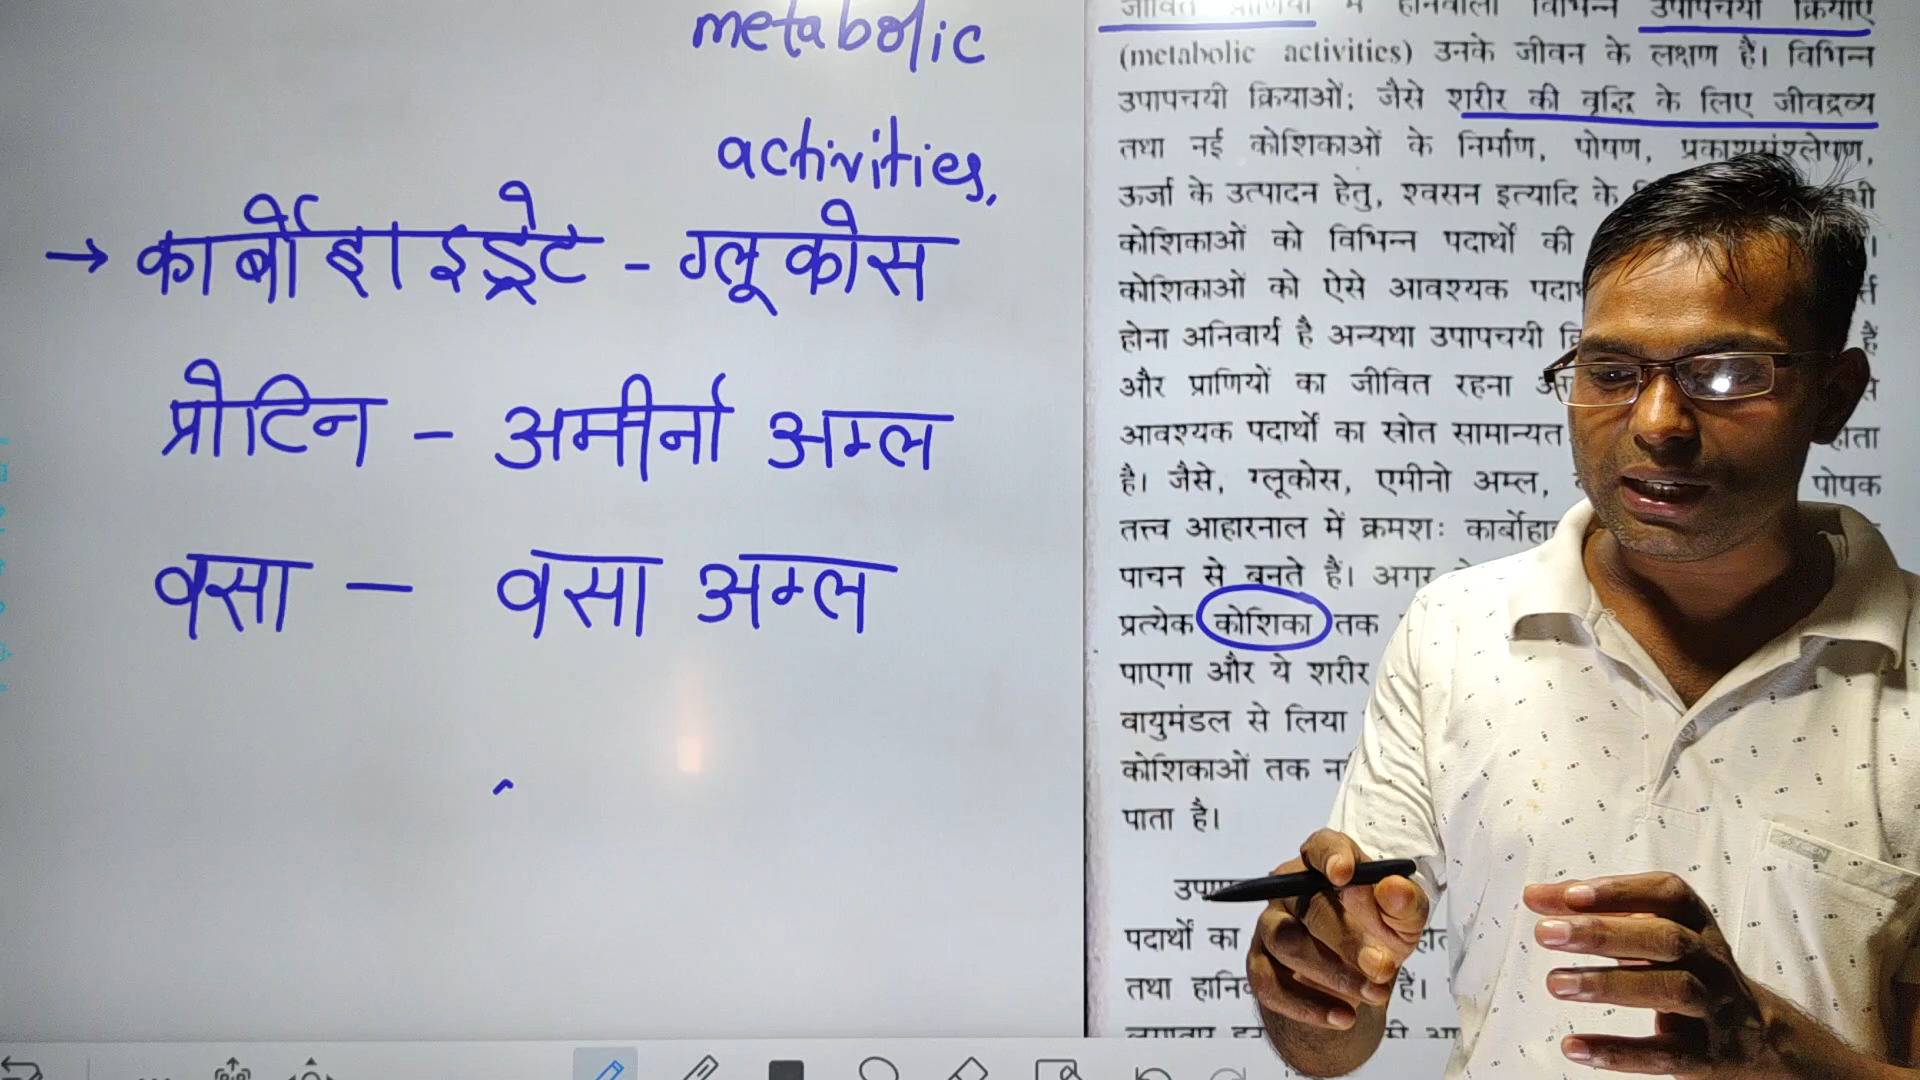 metabolic
activities,
→ कार्बोहाइड्रेट - ग्लूकोस
प्रोटिन - अमीनो अम्ल
वसा - वसा अम्ल
जीवित प्राणियों में होनेवाली विभिन्न उपापचयी क्रियाएँ
(metabolic activities) उनके जीवन के लक्षण हैं। विभिन्न
उपापचयी क्रियाओं; जैसे शरीर की वृद्धि के लिए जीवद्रव्य
तथा नई कोशिकाओं के निर्माण, पोषण, प्रकाशसंश्लेषण,
ऊर्जा के उत्पादन हेतु, श्वसन इत्यादि के
कोशिकाओं को विभिन्न पदार्थों की
कोशिकाओं को ऐसे आवश्यक
होना अनिवार्य है अन्यथा उपापचयी हैं
और प्राणियों का जीवित रहना
आवश्यक पदार्थों का स्रोत सामान्यत
है। जैसे, ग्लूकोस, एमीनो अम्ल, पोषक
तत्त्व आहारनाल में क्रमशः
पाचन से बनते हैं। अगर
प्रत्येक कोशिका तक
पाएगा और ये शरीर
वायुमंडल से लिया
कोशिकाओं तक
पाता है।
पदार्थों का
तथा हैं।